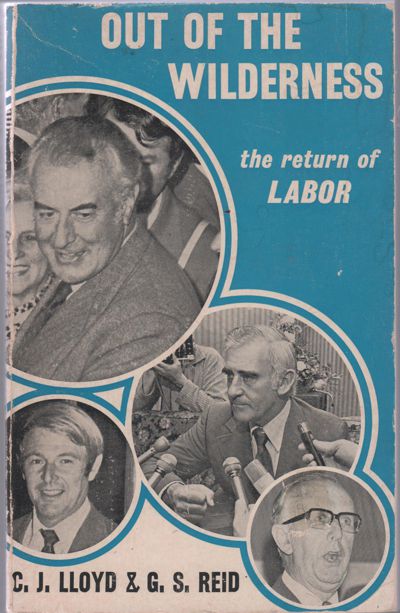 OUT OF THE
WILDERNESS
the return of
LABOR
C. J. LLOYD & G. S. REID